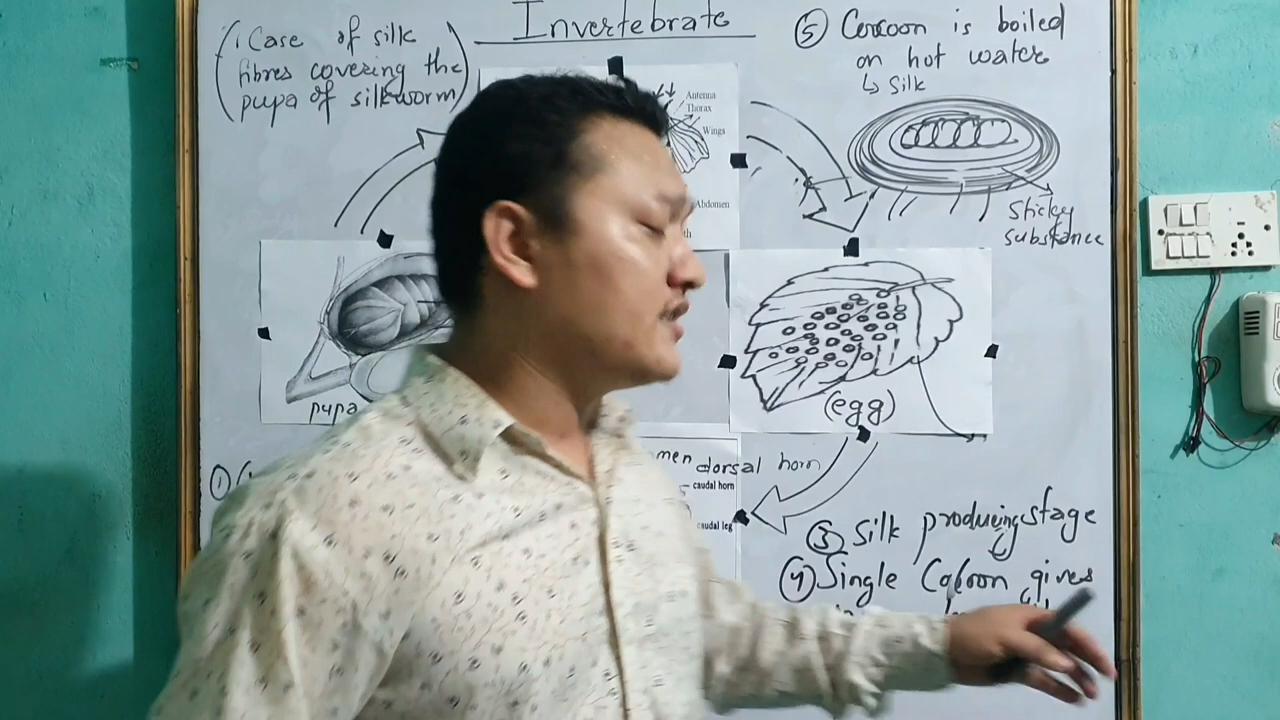 Invertebrate
(Case of silk
fibres covering the
pupa of silkworm)
⑤ Cocoon is boiled
on hot water
↳ Silk
Antenna
Thorax
Wings
Abdomen
Sticky
substance
pupa
(egg)
①
men dorsal horn
caudal horn
caudal leg
③ Silk producing stage
④ Single Cocoon gives